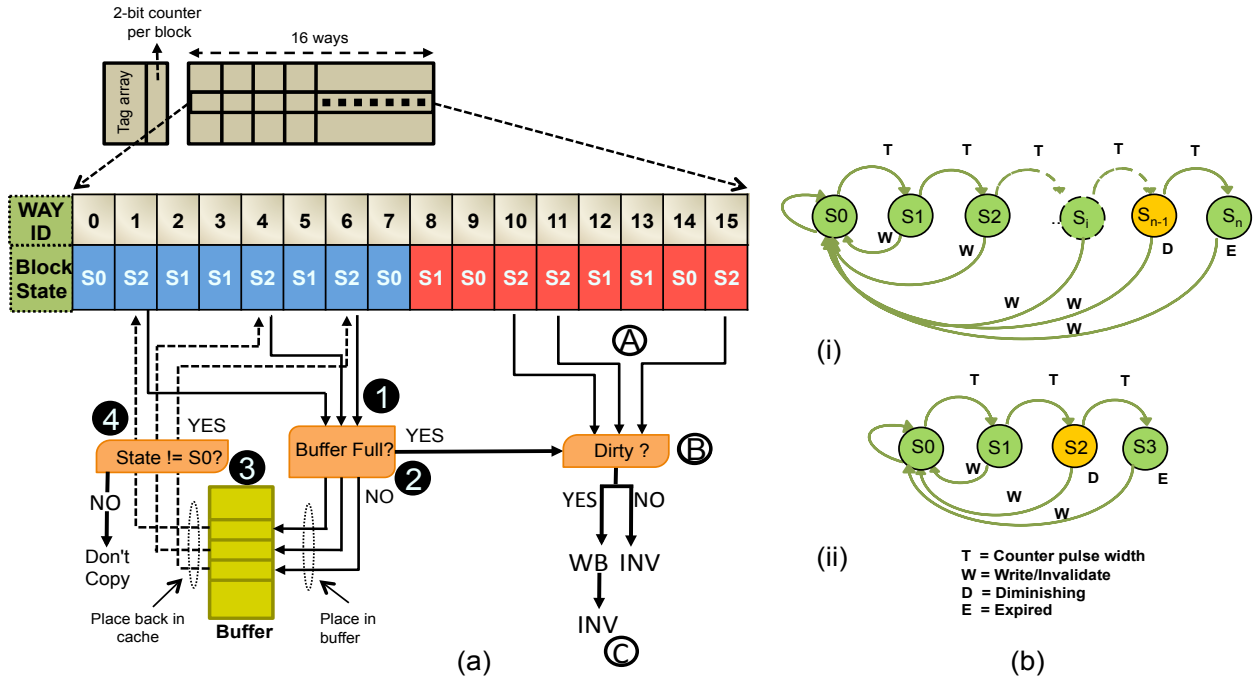 2-bit counter
per block
16 ways
Tag array
WAY
ID
0 1 2 3 4 5 6 7 8 9 10 11 12 13 14 15
Block
State
S0 S2 S1 S1 S2 S1 S2 S0 S1 S0 S2 S2 S1 S1 S0 S2
A
1
4
YES
State != S0?
3
NO
Don't
Copy
Buffer Full?
YES
2
NO
Dirty ?
B
YES
NO
WB
INV
INV
C
Place back in
cache
Buffer
Place in
buffer
(a)
T T T T T
S0 S1 S2 .. Si Sn-1 Sn
W
W
D
E
W
W
W
(i)
T T T
S0 S1 S2 S3
W
W
D
E
W
(ii)
T = Counter pulse width
W = Write/Invalidate
D = Diminishing
E = Expired
(b)